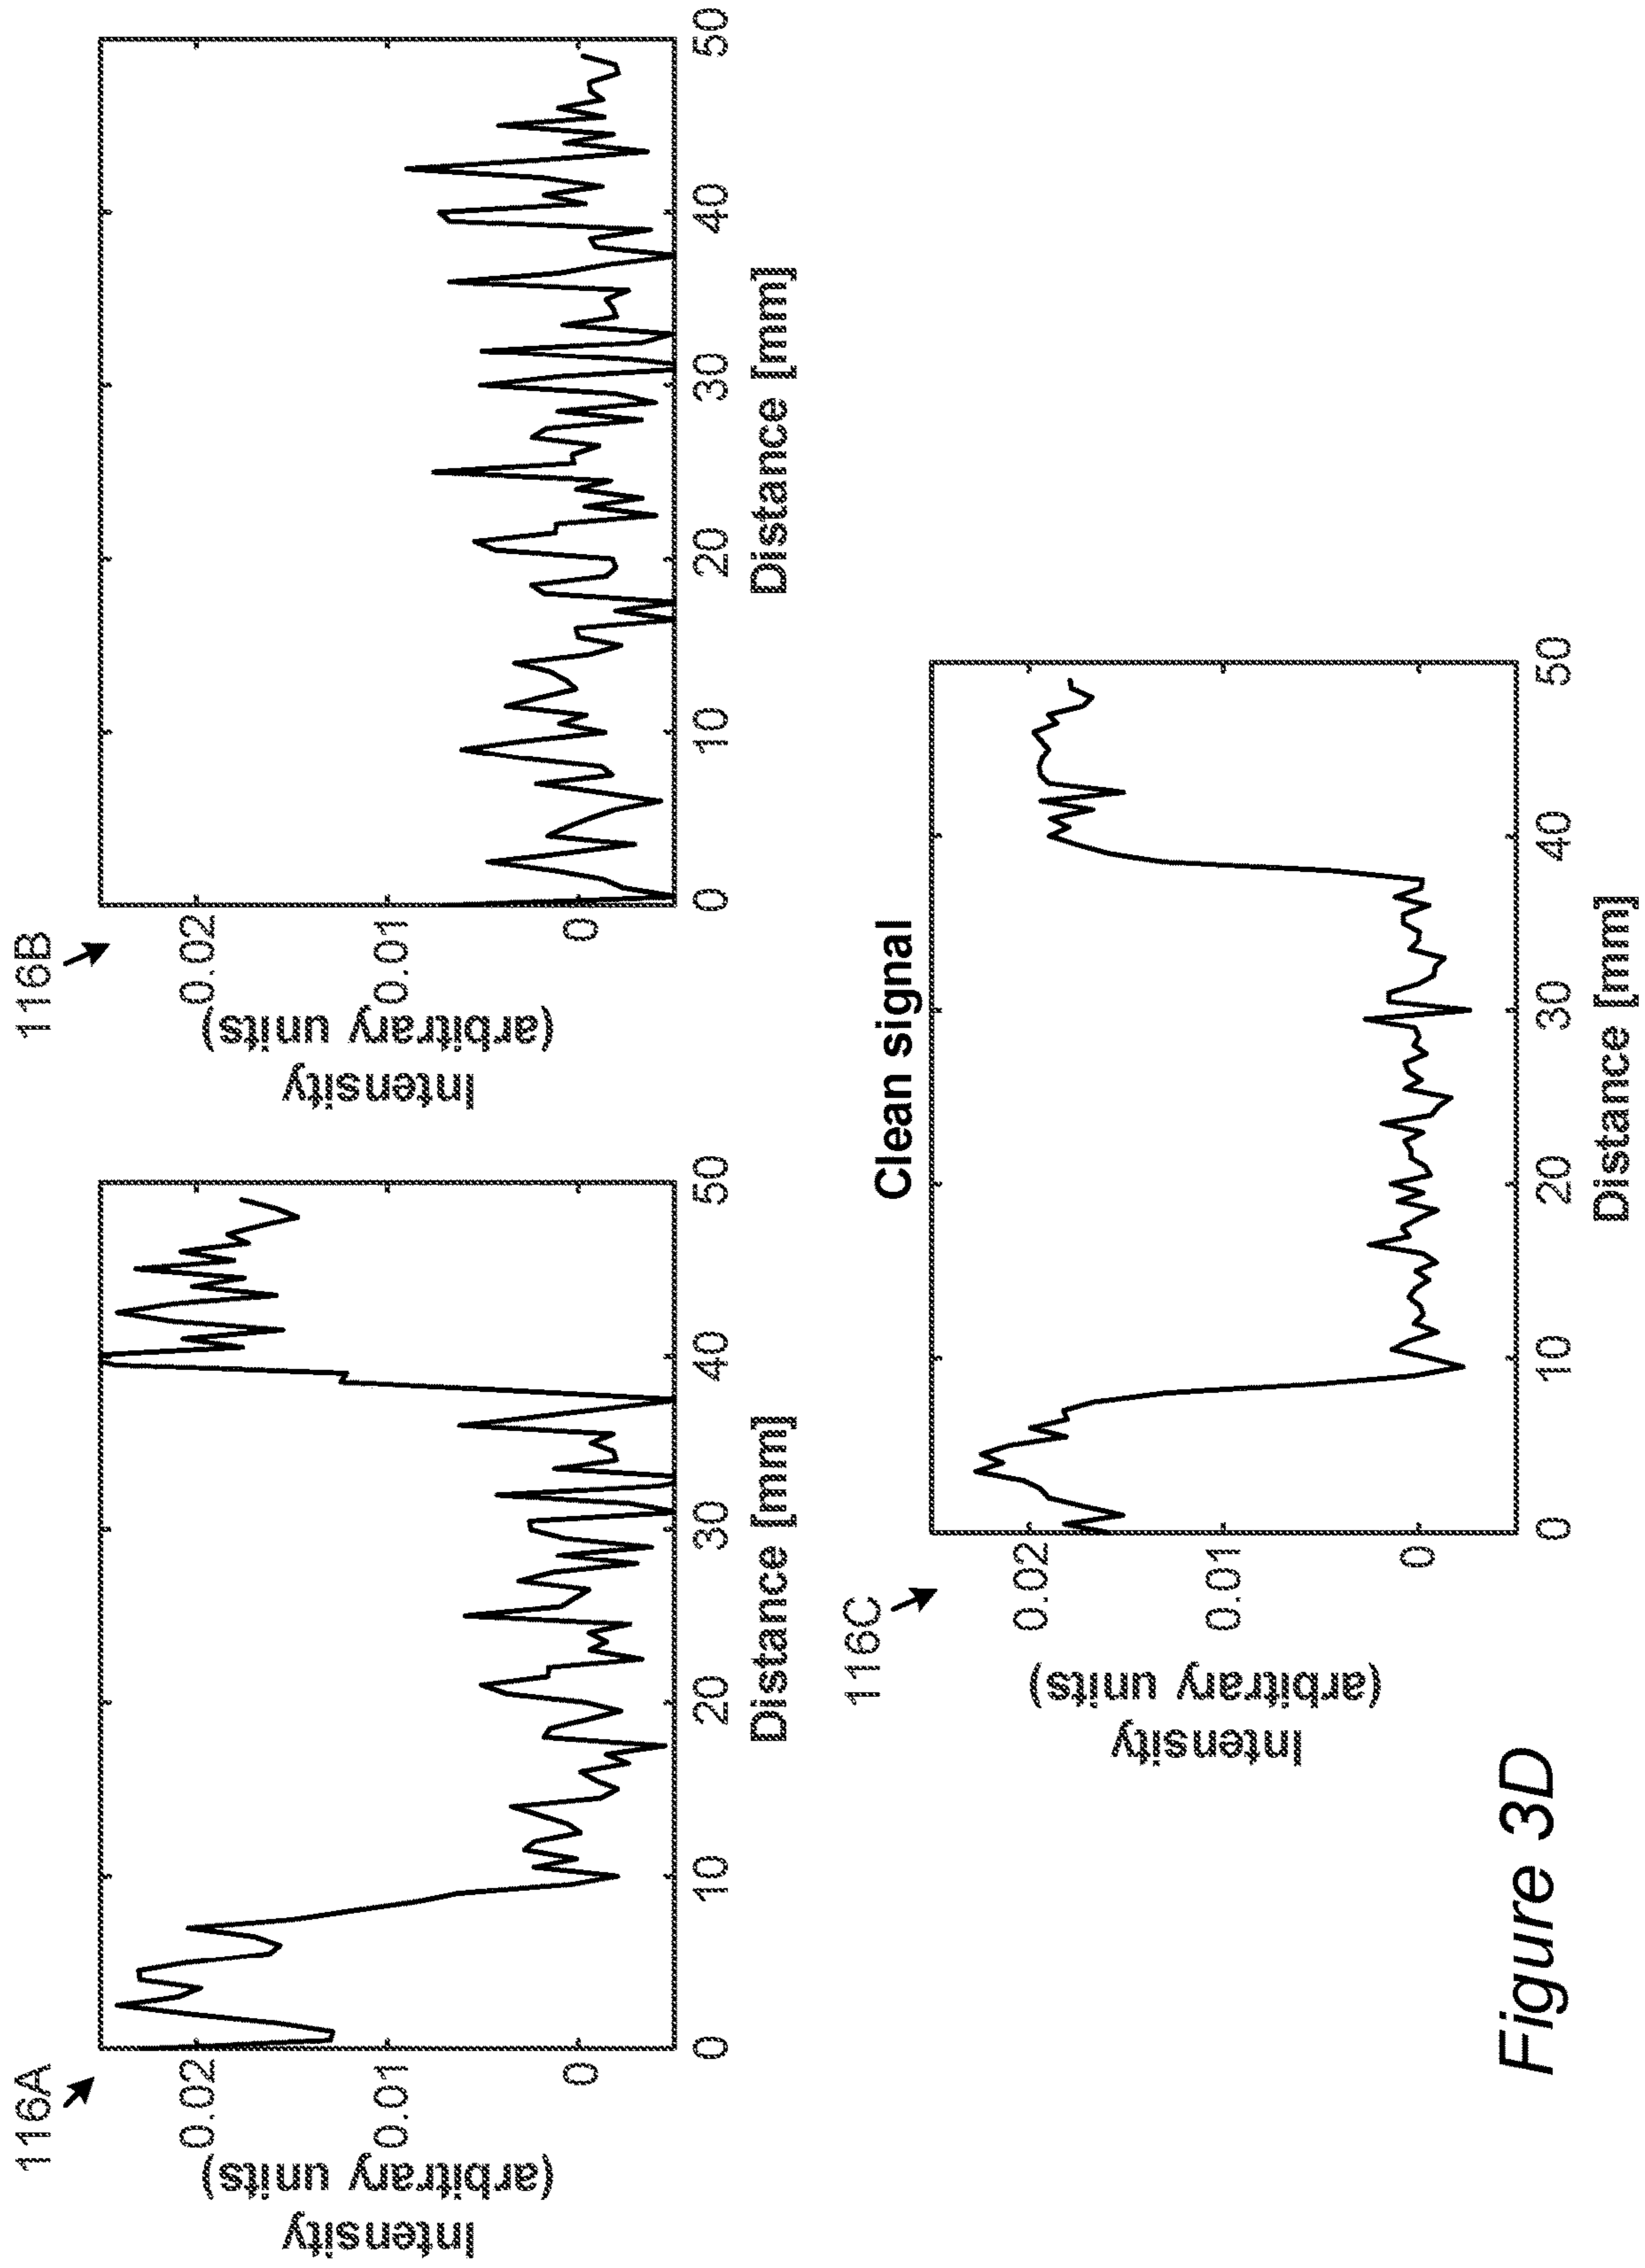 116A
Intensity
(arbitrary units)
0.02
0.01
0
0
10
20
30
40
50
Distance [mm]
116B
Intensity
(arbitrary units)
0.02
0.01
0
0
10
20
30
40
50
Distance [mm]
116C
Clean signal
Intensity
(arbitrary units)
0.02
0.01
0
0
10
20
30
40
50
Distance [mm]
Figure 3D